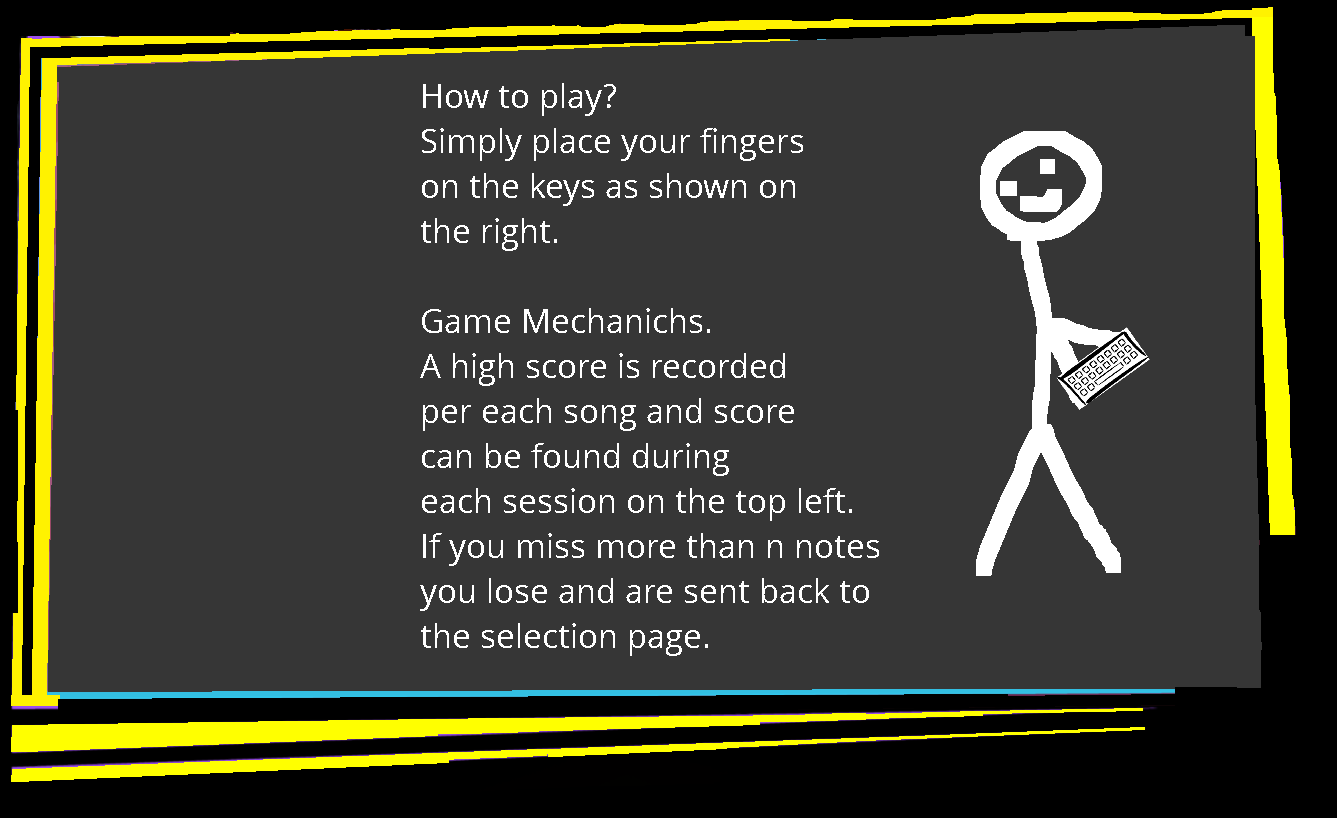 How to play?
Simply place your fingers
on the keys as shown on
the right.
Game Mechanichs.
A high score is recorded
per each song and score
can be found during
each session on the top left.
If you miss more than n notes
you lose and are sent back to
the selection page.